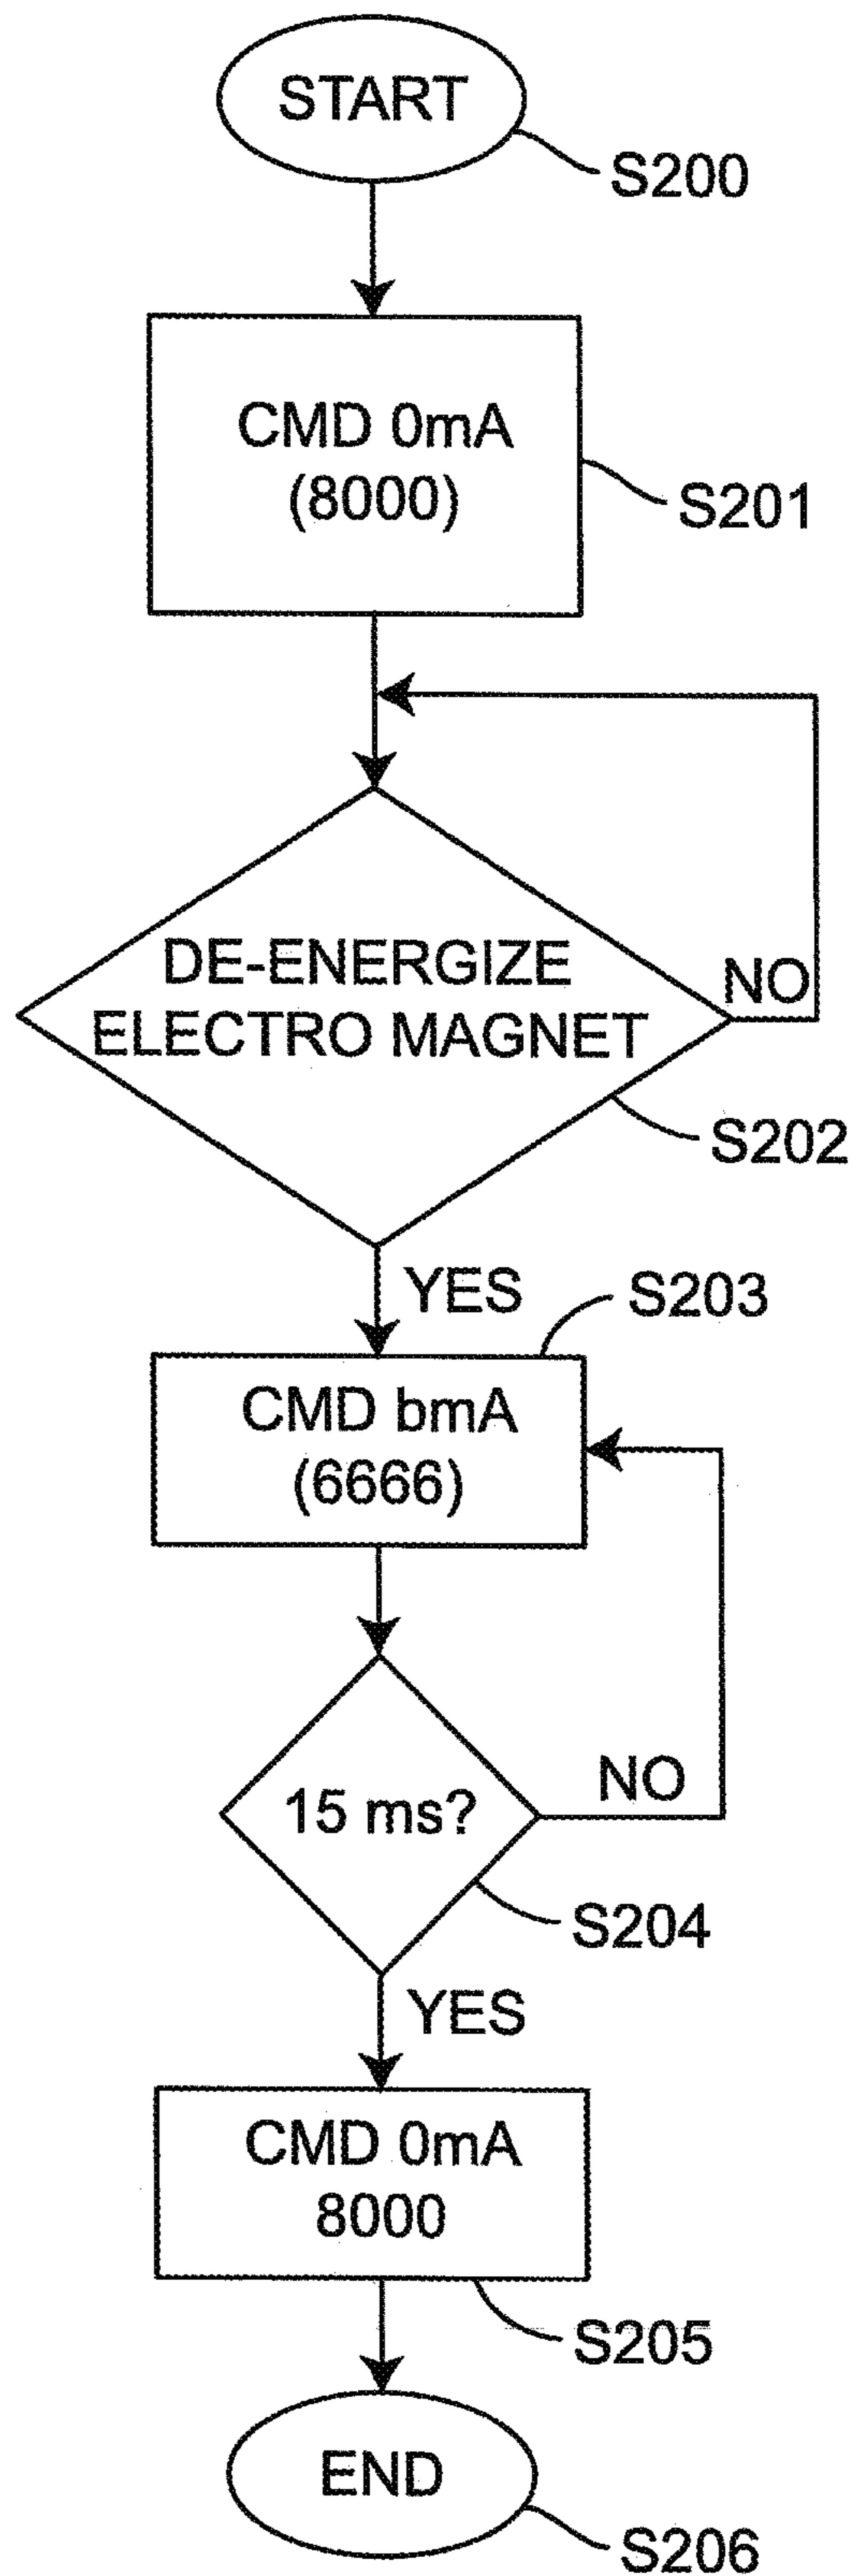 START
S200
CMD 0mA
(8000)
S201
DE-ENERGIZE
ELECTRO MAGNET
NO
S202
YES
S203
CMD bmA
(6666)
15 ms?
NO
S204
YES
CMD 0mA
8000
S205
END
S206